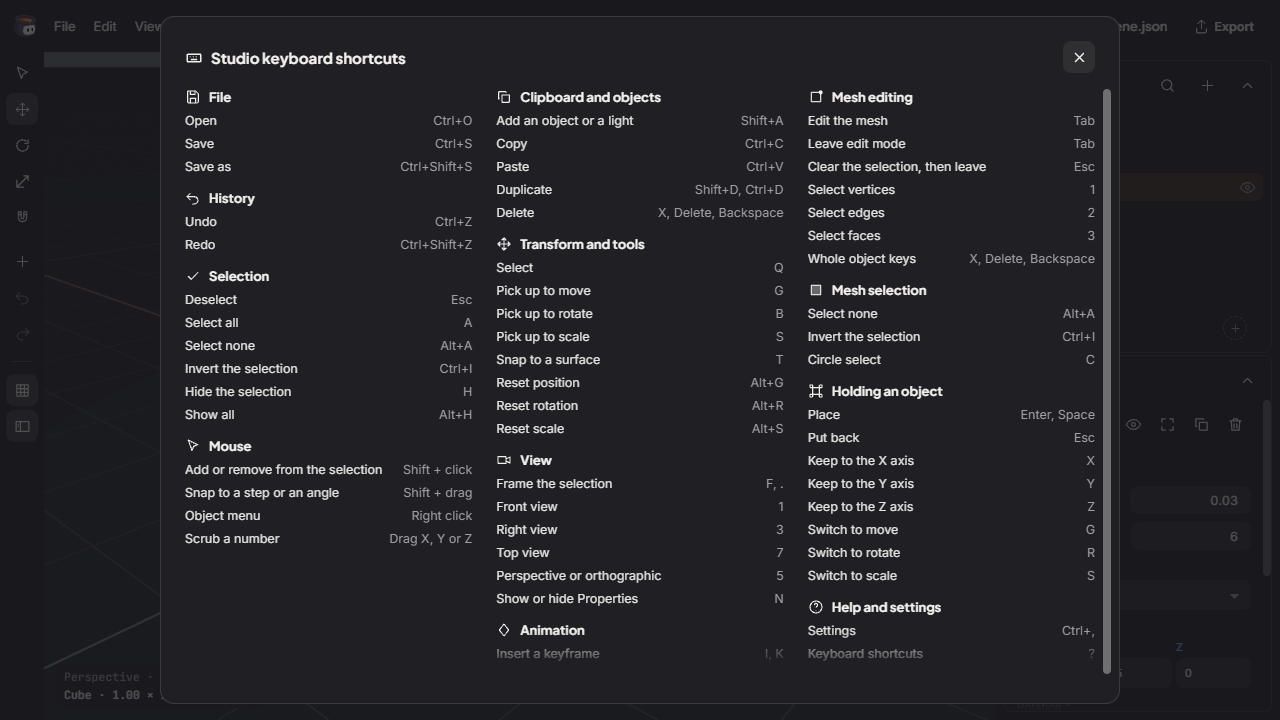 File Edit View
ene.json Export
Studio keyboard shortcuts
File
Open Ctrl+O
Save Ctrl+S
Save as Ctrl+Shift+S
History
Undo Ctrl+Z
Redo Ctrl+Shift+Z
Selection
Deselect Esc
Select all A
Select none Alt+A
Invert the selection Ctrl+I
Hide the selection H
Show all Alt+H
Mouse
Add or remove from the selection Shift + click
Snap to a step or an angle Shift + drag
Object menu Right click
Scrub a number Drag X, Y or Z
Clipboard and objects
Add an object or a light Shift+A
Copy Ctrl+C
Paste Ctrl+V
Duplicate Shift+D, Ctrl+D
Delete X, Delete, Backspace
Transform and tools
Select Q
Pick up to move G
Pick up to rotate B
Pick up to scale S
Snap to a surface T
Reset position Alt+G
Reset rotation Alt+R
Reset scale Alt+S
View
Frame the selection F, .
Front view 1
Right view 3
Top view 7
Perspective or orthographic 5
Show or hide Properties N
Animation
Insert a keyframe I, K
Mesh editing
Edit the mesh Tab
Leave edit mode Tab
Clear the selection, then leave Esc
Select vertices 1
Select edges 2
Select faces 3
Whole object keys X, Delete, Backspace
Mesh selection
Select none Alt+A
Invert the selection Ctrl+I
Circle select C
Holding an object
Place Enter, Space
Put back Esc
Keep to the X axis X
Keep to the Y axis Y
Keep to the Z axis Z
Switch to move G
Switch to rotate R
Switch to scale S
Help and settings
Settings Ctrl+,
Keyboard shortcuts ?
0.03
6
Z
0
Perspective ·
Cube · 1.00 ×